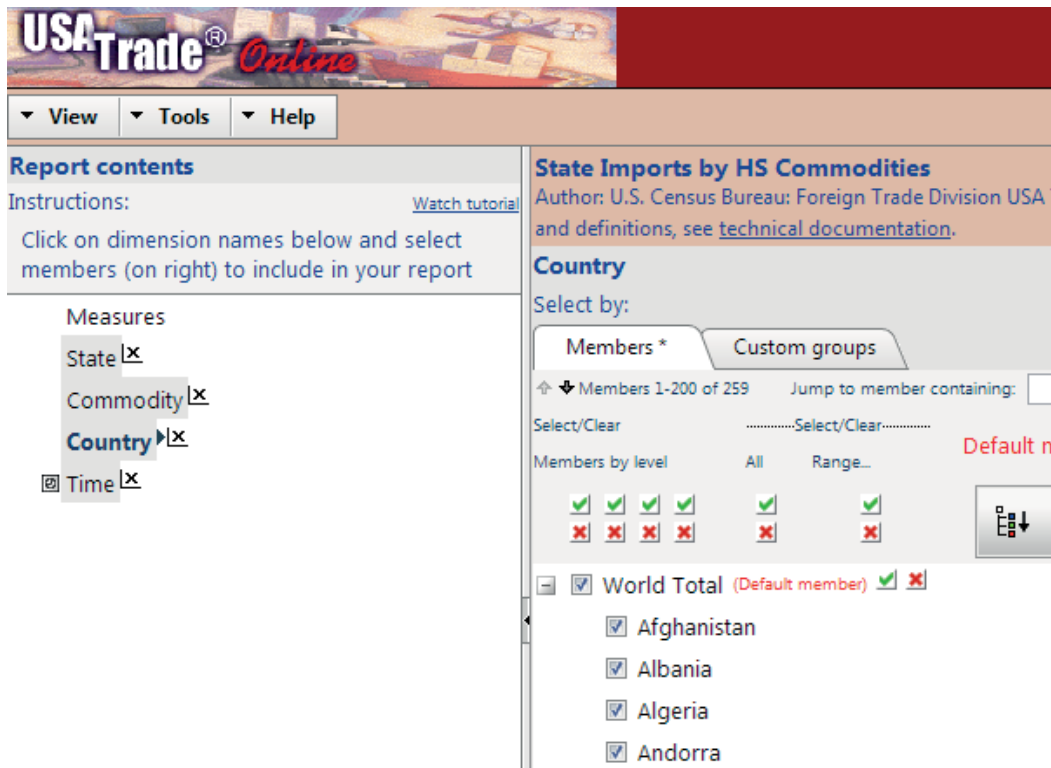 USATrade® Online
View Tools Help
Report contents
Instructions: Watch tutorial
Click on dimension names below and select
members (on right) to include in your report
Measures
State
Commodity
Country
Time
State Imports by HS Commodities
Author: U.S. Census Bureau: Foreign Trade Division USA
and definitions, see technical documentation.
Country
Select by:
Members * Custom groups
Members 1-200 of 259 Jump to member containing:
Select/Clear Select/Clear
Default
Members by level All Range...
World Total (Default member)
Afghanistan
Albania
Algeria
Andorra